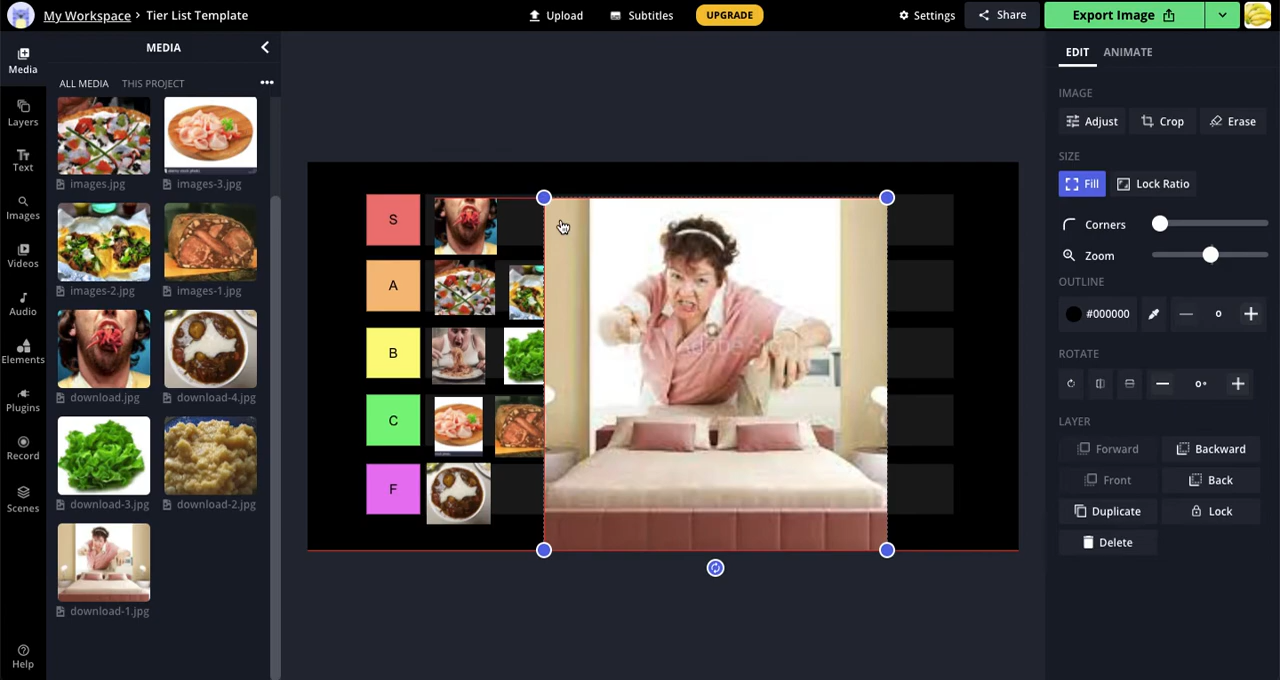 My Workspace › Tier List Template
Upload
Subtitles
UPGRADE
Settings
Share
Export Image
Media
Layers
Text
Images
Videos
Audio
Elements
Plugins
Record
Scenes
Help
MEDIA
ALL MEDIA THIS PROJECT
images.jpg images-3.jpg
images-2.jpg images-1.jpg
download.jpg download-4.jpg
download-3.jpg download-2.jpg
download-1.jpg
S
A
B
C
F
EDIT ANIMATE
IMAGE
Adjust Crop Erase
SIZE
Fill Lock Ratio
Corners
Zoom
OUTLINE
#000000 — 0 +
ROTATE
— 0° +
LAYER
Forward Backward
Front Back
Duplicate Lock
Delete